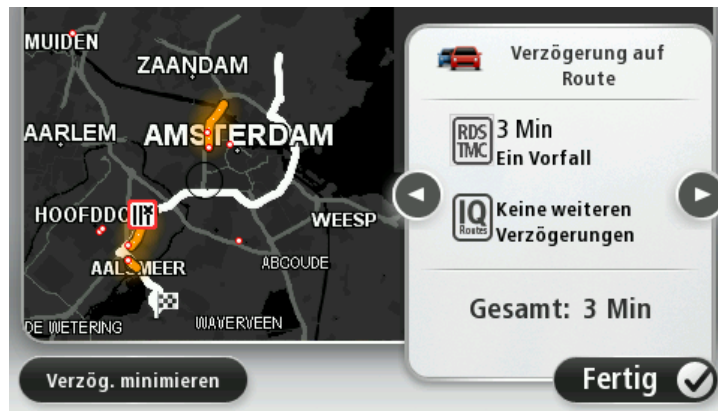 MUIDEN
ZAANDAM
AARLEM
AMSTERDAM
HOOFDDO
WEESP
AALSMEER
ABCOUDE
DE WETERING
WAVERVEEN
Verzögerung auf
Route
RDS
TMC
3 Min
Ein Vorfall
IQ
Routes
Keine weiteren
Verzögerungen
Gesamt: 3 Min
Verzög. minimieren
Fertig